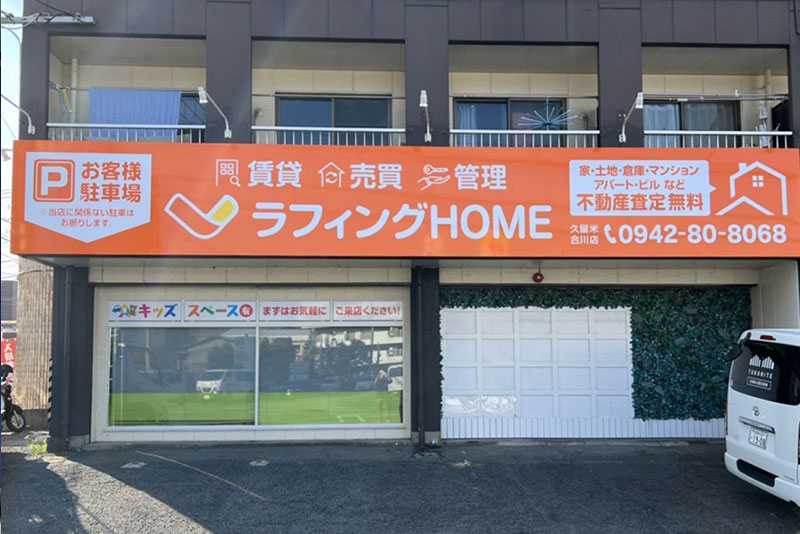 P お客様
駐車場
※当店に関係ない駐車は
お断りします。
賃貸 売買 管理
ラフィングHOME
家・土地・倉庫・マンション
アパート・ビル など
不動産査定無料
久留米
合川店
0942-80-8068
キッズ スペース有 まずはお気軽に ご来店ください!